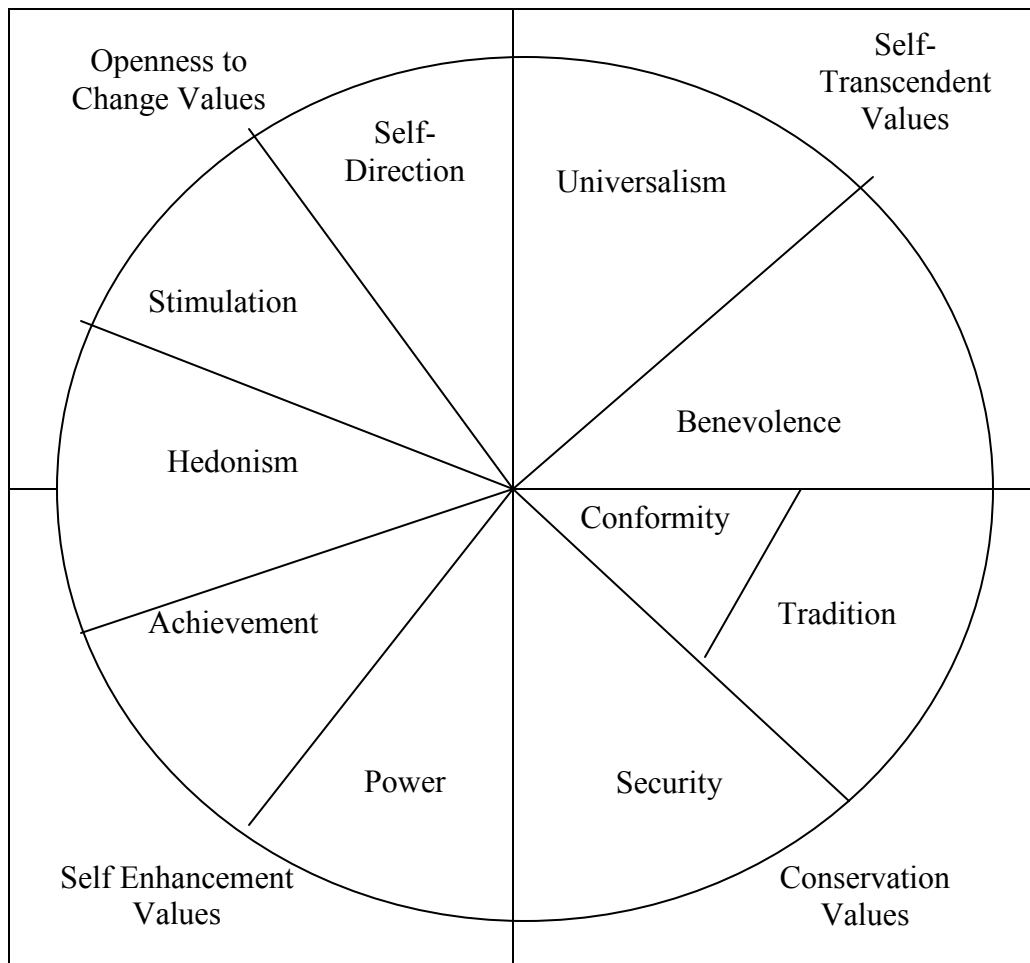 Openness to
Change Values
Self-
Transcendent
Values
Self-
Direction
Universalism
Stimulation
Benevolence
Hedonism
Conformity
Tradition
Achievement
Power
Security
Self Enhancement
Values
Conservation
Values